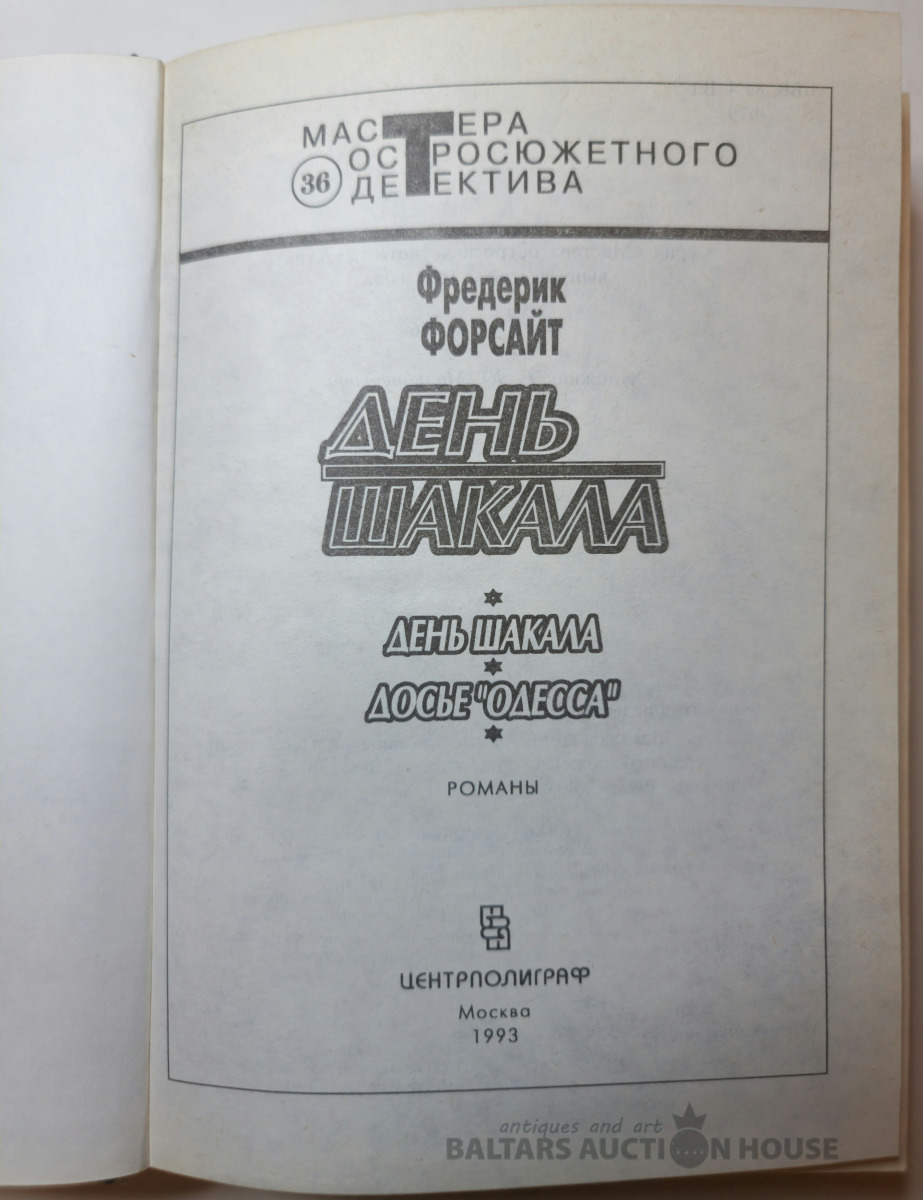 МАСТЕРА
ОСТРОСЮЖЕТНОГО
36 ДЕТЕКТИВА
Фредерик
ФОРСАЙТ
ДЕНЬ
ШАКАЛА
ДЕНЬ ШАКАЛА
ДОСЬЕ "ОДЕССА"
РОМАНЫ
ЦЕНТРПОЛИГРАФ
Москва
1993
antiques and art
BALTARS AUCTION HOUSE